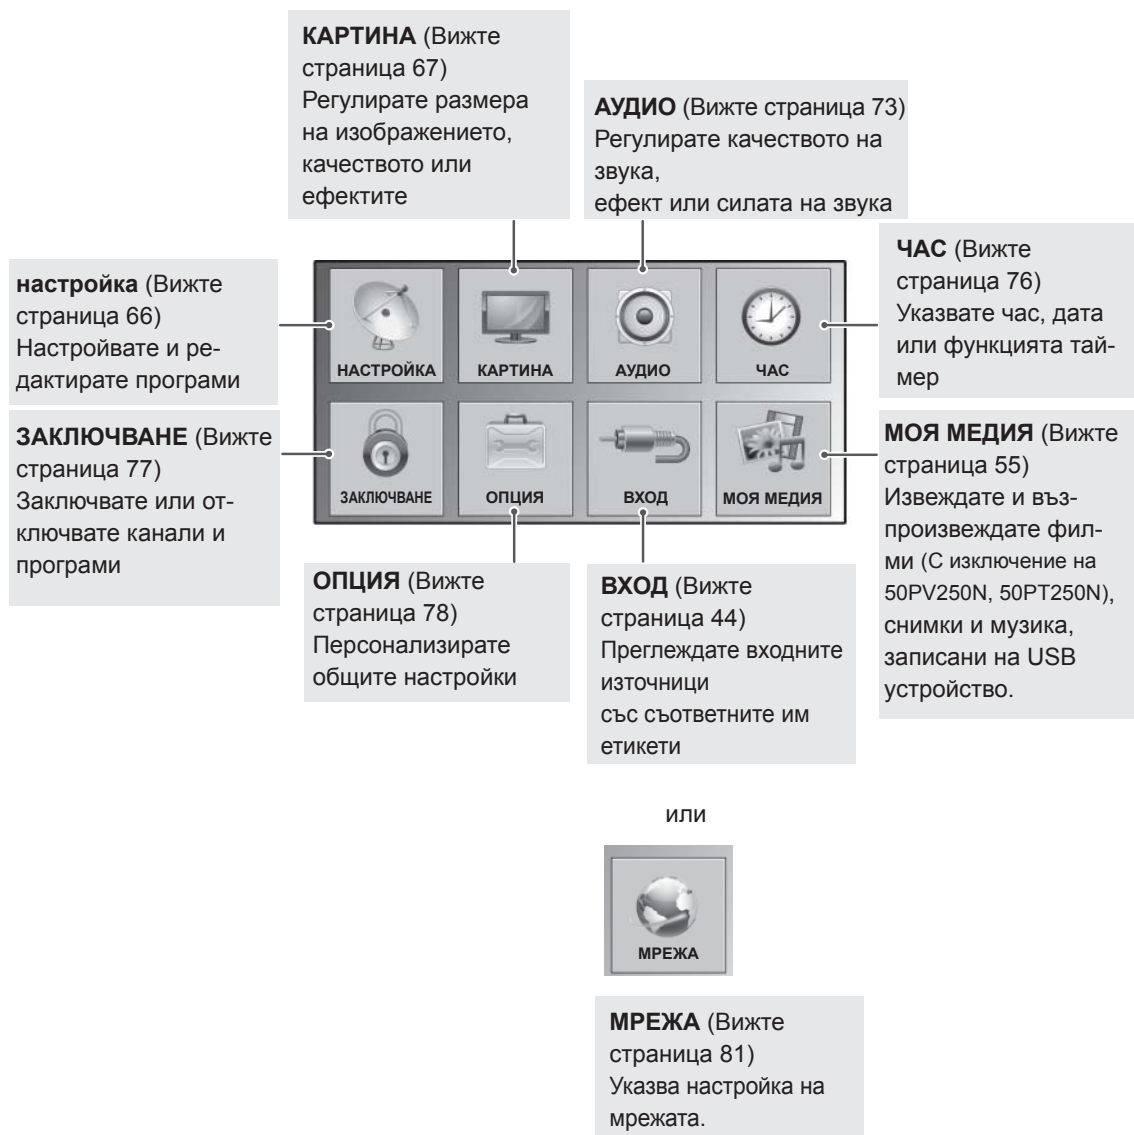 КАРТИНА (Вижте
страница 67)
Регулирате размера
на изображението,
качеството или
ефектите
АУДИО (Вижте страница 73)
Регулирате качеството на
звука,
ефект или силата на звука
настройка (Вижте
страница 66)
Настройвате и ре-
дактирате програми
ЧАС (Вижте
страница 76)
Указвате час, дата
или функцията тай-
мер
НАСТРОЙКА
КАРТИНА
АУДИО
ЧАС
ЗАКЛЮЧВАНЕ
ОПЦИЯ
ВХОД
МОЯ МЕДИЯ
ЗАКЛЮЧВАНЕ (Вижте
страница 77)
Заключвате или от-
ключвате канали и
програми
МОЯ МЕДИЯ (Вижте
страница 55)
Извеждате и въз-
произвеждате фил-
ми (С изключение на
50PV250N, 50PT250N),
снимки и музика,
записани на USB
устройство.
ОПЦИЯ (Вижте
страница 78)
Персонализирате
общите настройки
ВХОД (Вижте
страница 44)
Преглеждате входните
източници
със съответните им
етикети
или
МРЕЖА
МРЕЖА (Вижте
страница 81)
Указва настройка на
мрежата.